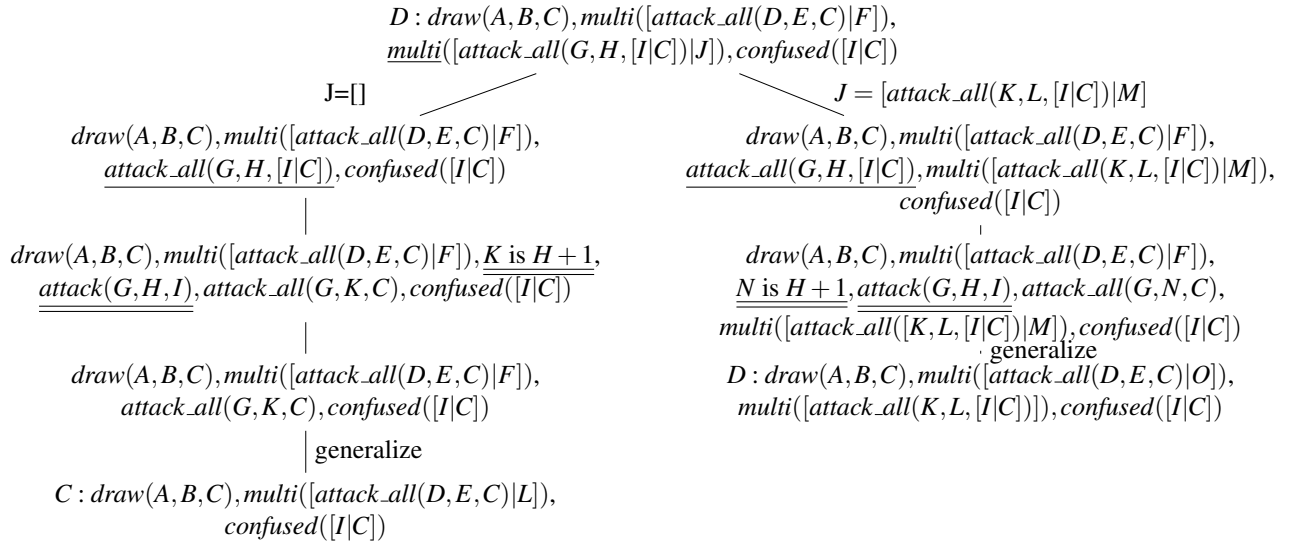 D : draw(A,B,C),multi([attack_all(D,E,C)|F]),
multi([attack_all(G,H,[I|C])|J]),confused([I|C])
J=[]
J = [attack_all(K,L,[I|C])|M]
draw(A,B,C),multi([attack_all(D,E,C)|F]),
attack_all(G,H,[I|C]),confused([I|C])
draw(A,B,C),multi([attack_all(D,E,C)|F]),
attack_all(G,H,[I|C]),multi([attack_all(K,L,[I|C])|M]),
confused([I|C])
draw(A,B,C),multi([attack_all(D,E,C)|F]),K is H + 1,
attack(G,H,I),attack_all(G,K,C),confused([I|C])
draw(A,B,C),multi([attack_all(D,E,C)|F]),
N is H + 1,attack(G,H,I),attack_all(G,N,C),
multi([attack_all([K,L,[I|C])|M]),confused([I|C])
generalize
draw(A,B,C),multi([attack_all(D,E,C)|F]),
attack_all(G,K,C),confused([I|C])
D : draw(A,B,C),multi([attack_all(D,E,C)|O]),
multi([attack_all(K,L,[I|C])]),confused([I|C])
generalize
C : draw(A,B,C),multi([attack_all(D,E,C)|L]),
confused([I|C])